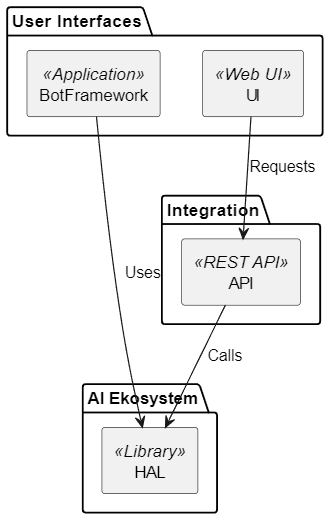 User Interfaces
«Application»
BotFramework
«Web UI»
UI
Requests
Integration
«REST API»
API
Uses
Calls
AI Ekosystem
«Library»
HAL